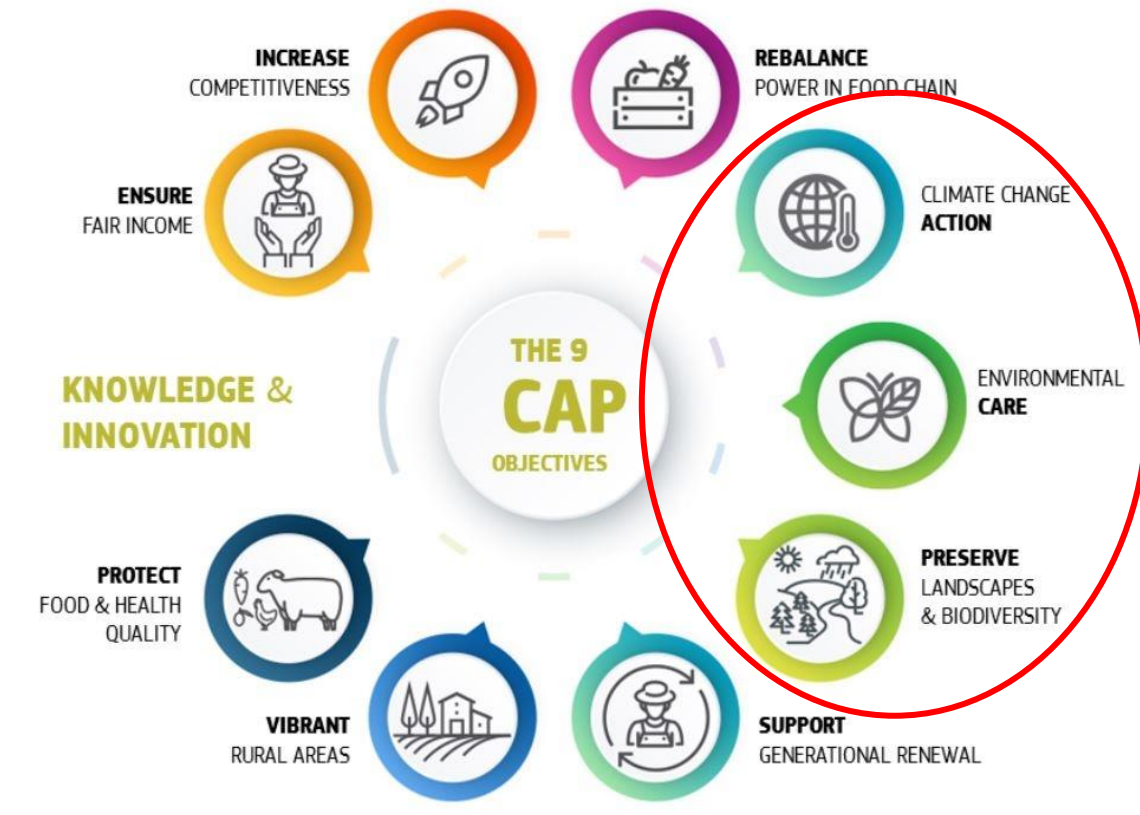 INCREASE
COMPETITIVENESS
REBALANCE
POWER IN FOOD CHAIN
ENSURE
FAIR INCOME
CLIMATE CHANGE
ACTION
THE 9
CAP
OBJECTIVES
KNOWLEDGE &
INNOVATION
ENVIRONMENTAL
CARE
PROTECT
FOOD & HEALTH
QUALITY
PRESERVE
LANDSCAPES
& BIODIVERSITY
VIBRANT
RURAL AREAS
SUPPORT
GENERATIONAL RENEWAL